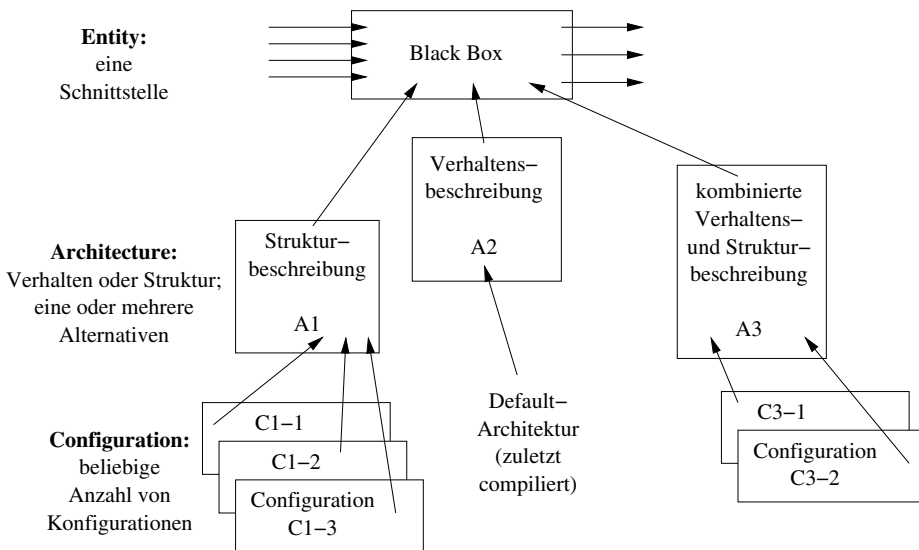 Entity:
eine
Schnittstelle
Black Box
Architecture:
Verhalten oder Struktur;
eine oder mehrere
Alternativen
Struktur–
beschreibung
A1
Verhaltens–
beschreibung
A2
kombinierte
Verhaltens–
und Struktur–
beschreibung
A3
Configuration:
beliebige
Anzahl von
Konfigurationen
C1–1
C1–2
Configuration
C1–3
Default–
Architektur
(zuletzt
compiliert)
C3–1
Configuration
C3–2